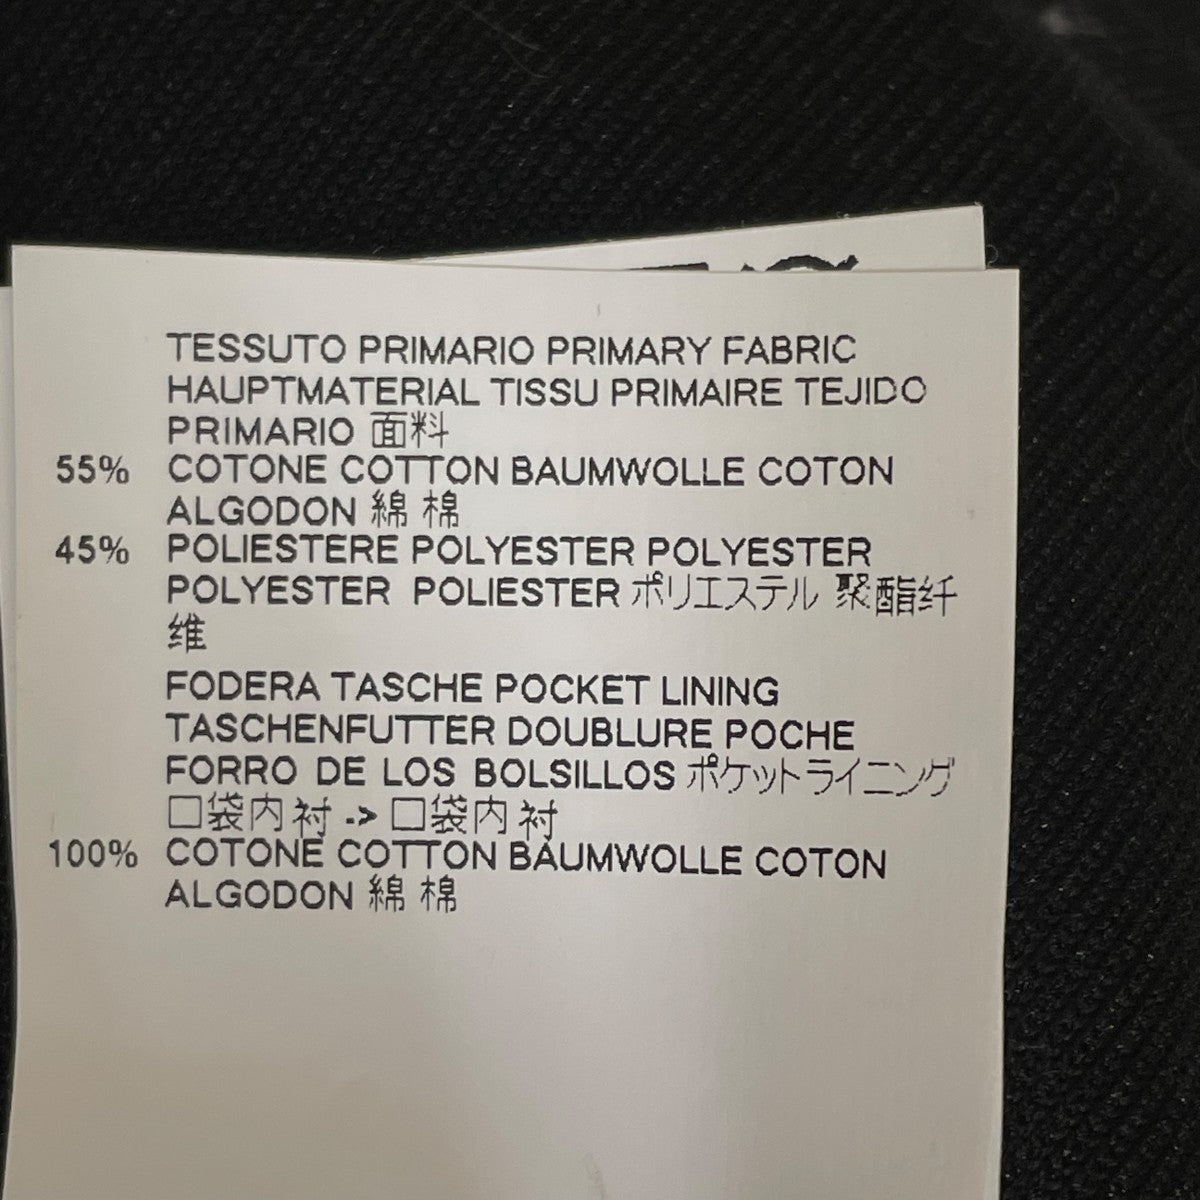 TESSUTO PRIMARIO PRIMARY FABRIC
HAUPTMATERIAL TISSU PRIMAIRE TEJIDO
PRIMARIO 面料
55% COTONE COTTON BAUMWOLLE COTON
ALGODON 綿 棉
45% POLIESTERE POLYESTER POLYESTER
POLYESTER POLIESTER ポリエステル 聚酯纤
维
FODERA TASCHE POCKET LINING
TASCHENFUTTER DOUBLURE POCHE
FORRO DE LOS BOLSILLOS ポケットライニング
口袋内衬 -> 口袋内衬
100% COTONE COTTON BAUMWOLLE COTON
ALGODON 綿 棉